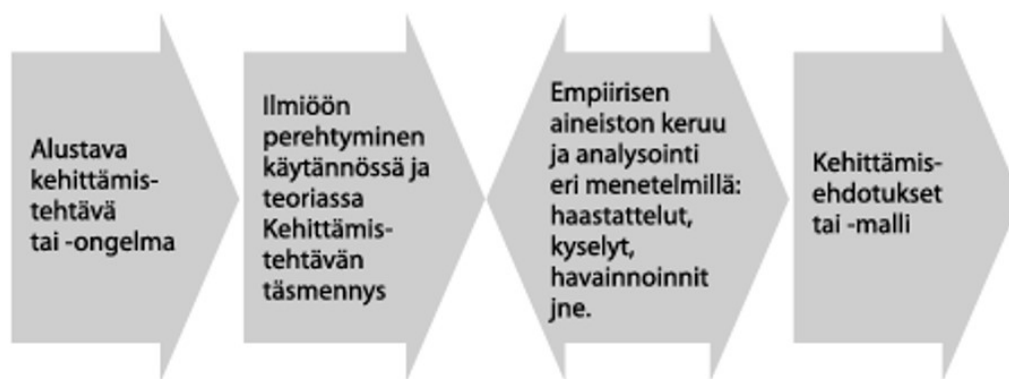 Alustava
kehittämis-
tehtävä
tai -ongelma
Ilmiöön
perehtyminen
käytännössä ja
teoriassa
Kehittämis-
tehtävän
täsmennys
Empiirisen
aineiston keruu
ja analysointi
eri menetelmillä:
haastattelut,
kyselyt,
havainnoinnit
jne.
Kehittämis-
ehdotukset
tai -malli